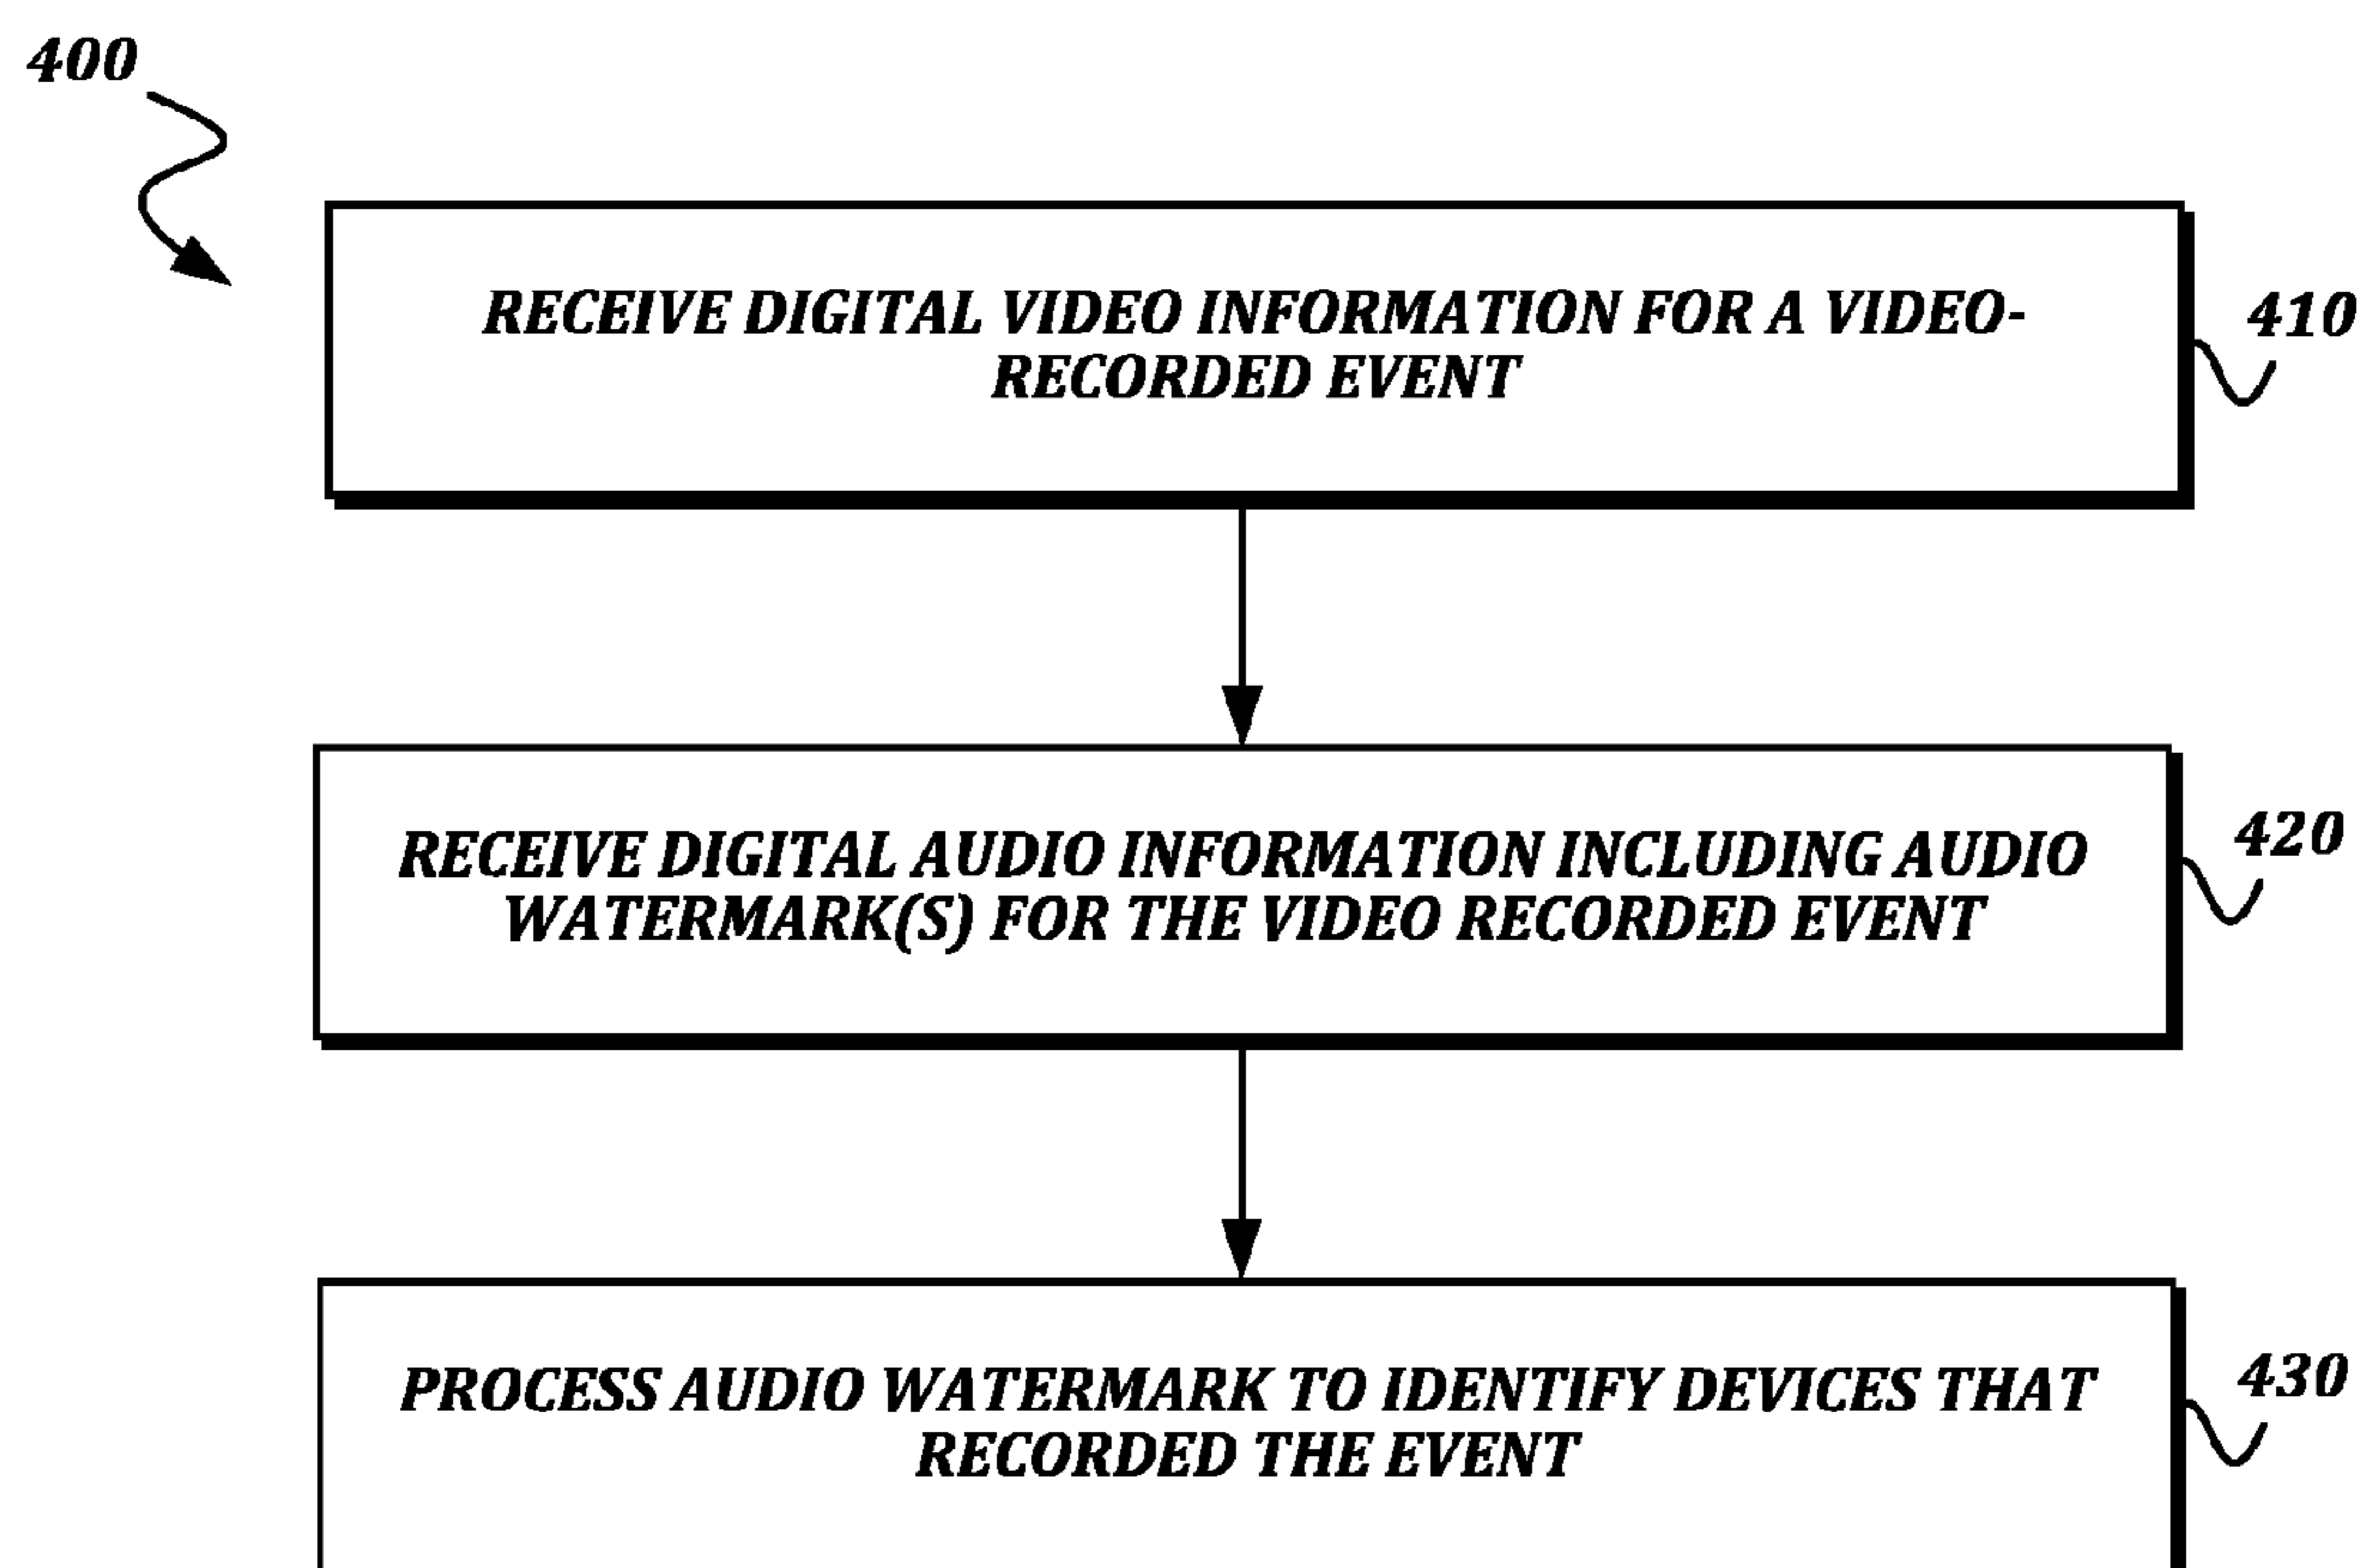 400
RECEIVE DIGITAL VIDEO INFORMATION FOR A VIDEO-
RECORDED EVENT
410
RECEIVE DIGITAL AUDIO INFORMATION INCLUDING AUDIO
WATERMARK(S) FOR THE VIDEO RECORDED EVENT
420
PROCESS AUDIO WATERMARK TO IDENTIFY DEVICES THAT
RECORDED THE EVENT
430